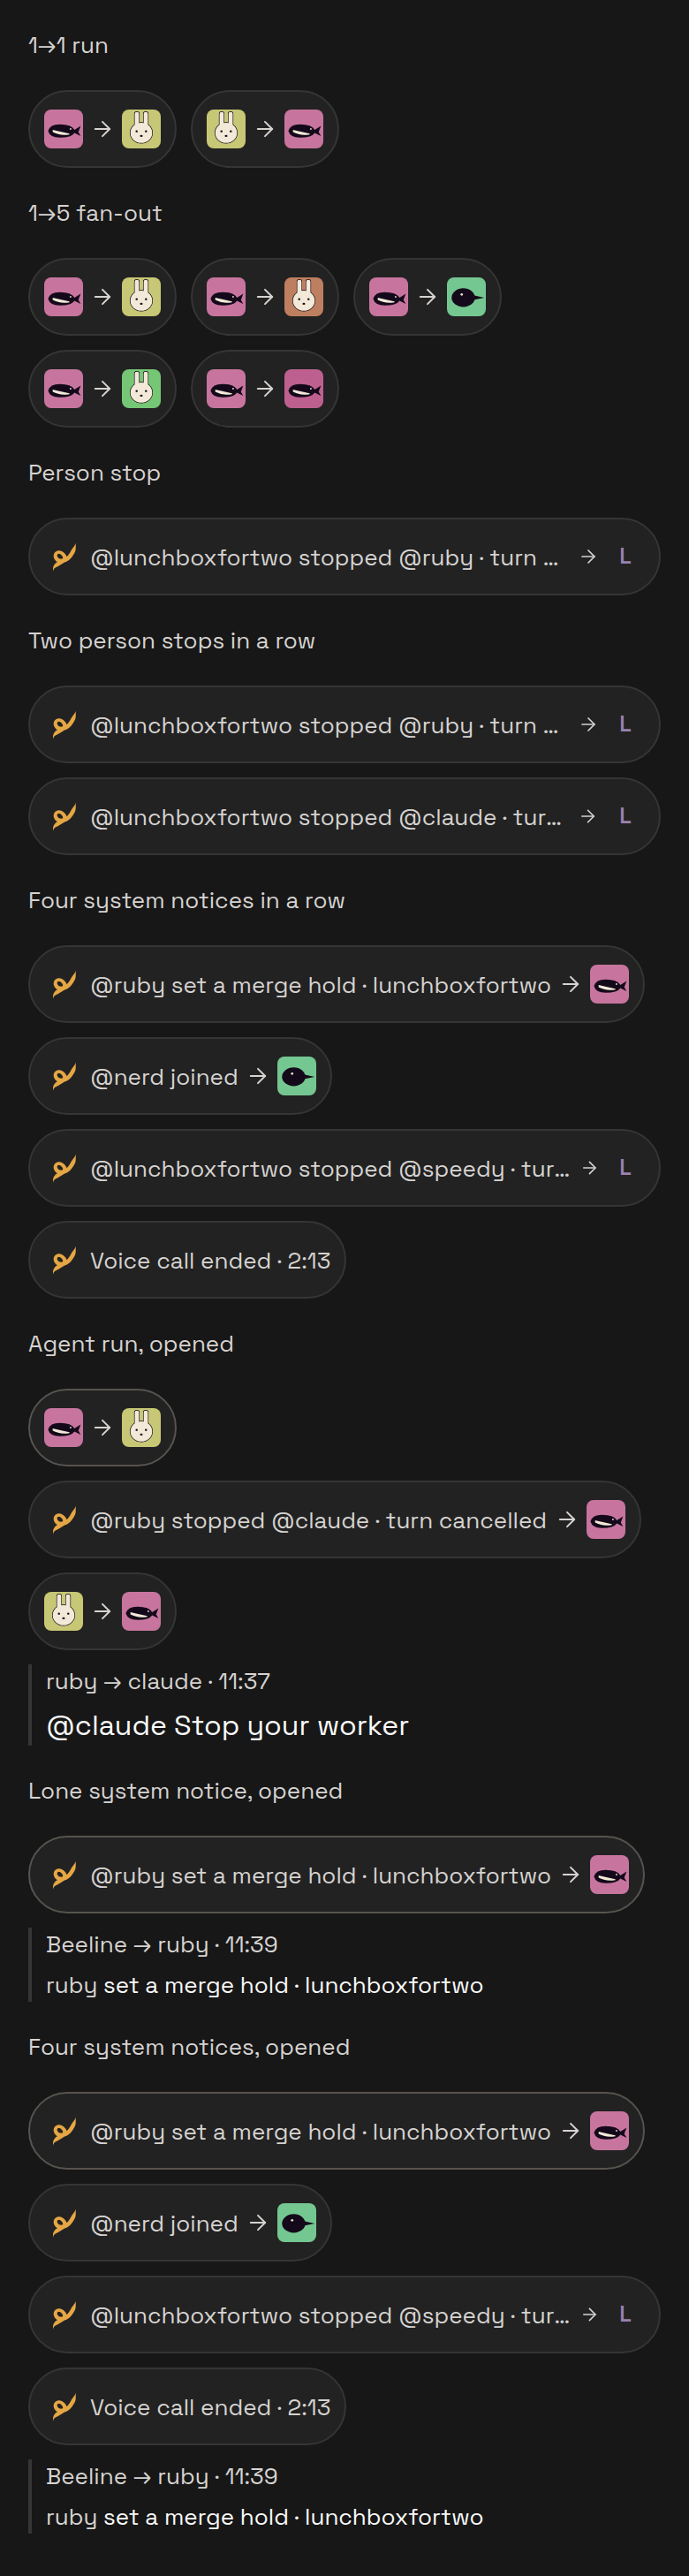 1→1 run
→
→
1→5 fan-out
→
→
→
→
→
Person stop
@lunchboxfortwo stopped @ruby · turn ... → L
Two person stops in a row
@lunchboxfortwo stopped @ruby · turn ... → L
@lunchboxfortwo stopped @claude · tur... → L
Four system notices in a row
@ruby set a merge hold · lunchboxfortwo →
@nerd joined →
@lunchboxfortwo stopped @speedy · tur... → L
Voice call ended · 2:13
Agent run, opened
→
@ruby stopped @claude · turn cancelled →
→
ruby → claude · 11:37
@claude Stop your worker
Lone system notice, opened
@ruby set a merge hold · lunchboxfortwo →
Beeline → ruby · 11:39
ruby set a merge hold · lunchboxfortwo
Four system notices, opened
@ruby set a merge hold · lunchboxfortwo →
@nerd joined →
@lunchboxfortwo stopped @speedy · tur... → L
Voice call ended · 2:13
Beeline → ruby · 11:39
ruby set a merge hold · lunchboxfortwo